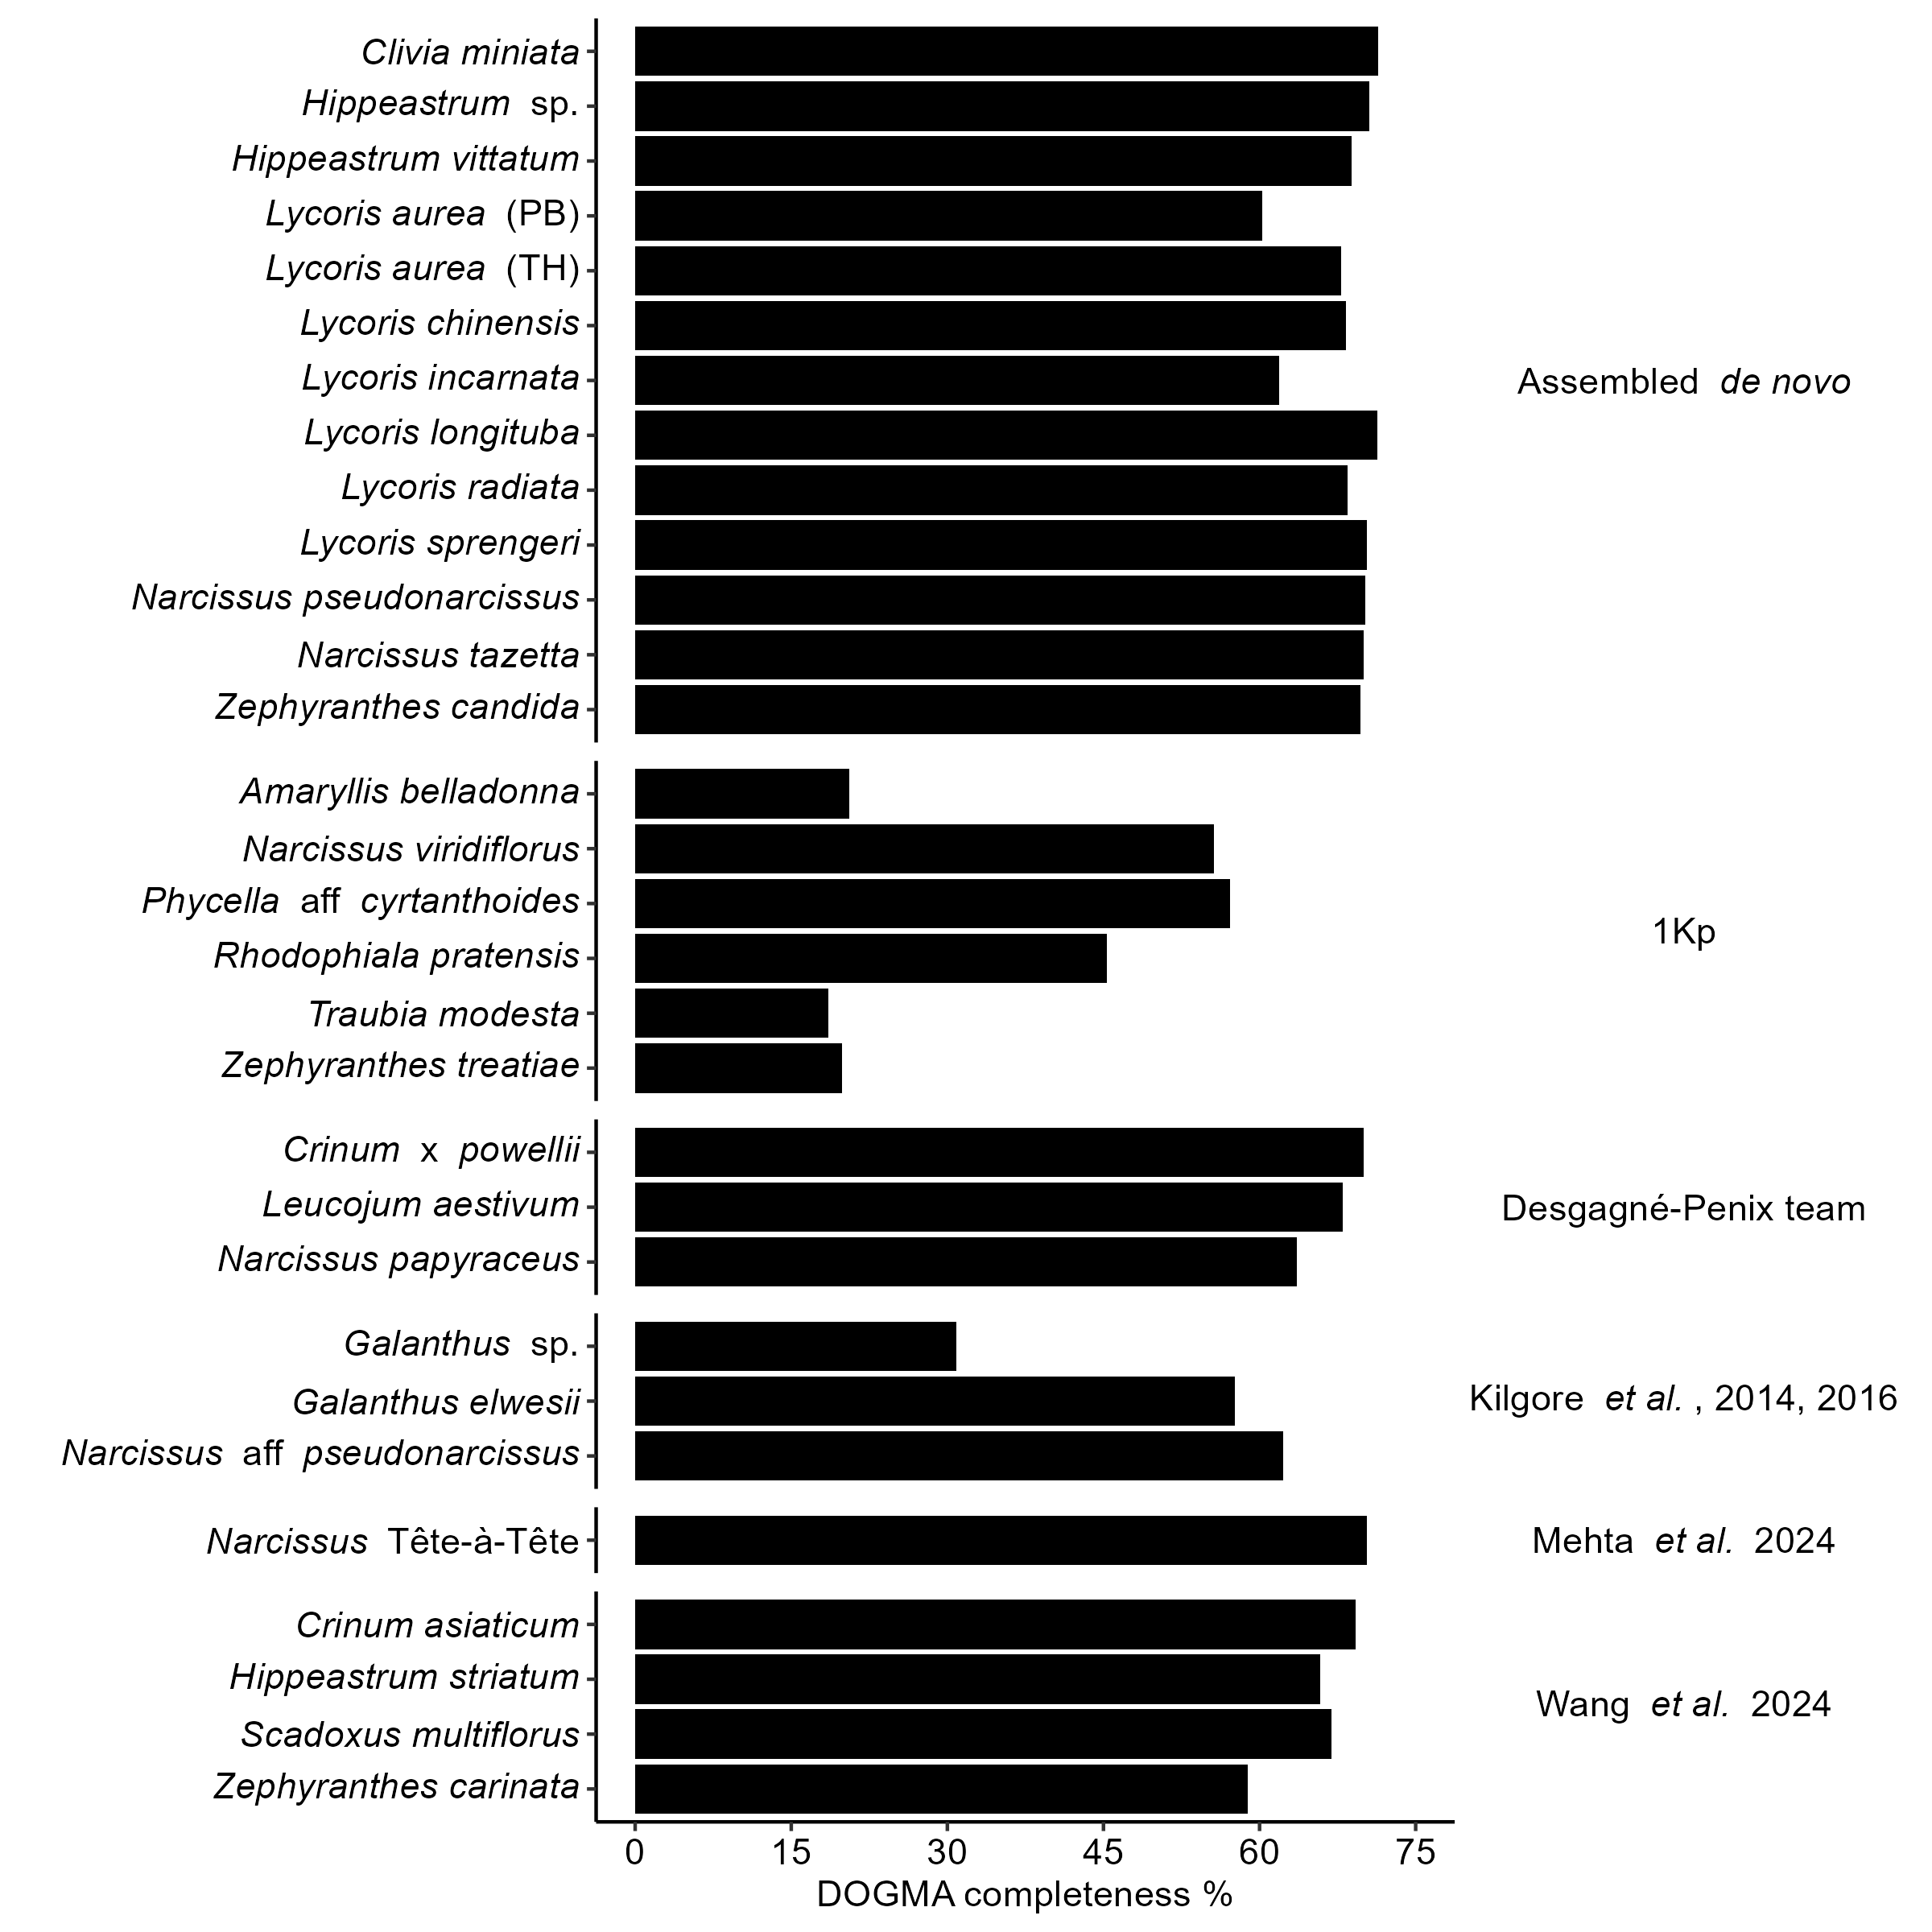 Clivia miniata
Hippeastrum sp.
Hippeastrum vittatum
Lycoris aurea (PB)
Lycoris aurea (TH)
Lycoris chinensis
Lycoris incarnata
Assembled de novo
Lycoris longituba
Lycoris radiata
Lycoris sprengeri
Narcissus pseudonarcissus
Narcissus tazetta
Zephyranthes candida
Amaryllis belladonna
Narcissus viridiflorus
Phycella aff cyrtanthoides
1Kp
Rhodophiala pratensis
Traubia modesta
Zephyranthes treatiae
Crinum x powellii
Leucojum aestivum
Desgagné-Penix team
Narcissus papyraceus
Galanthus sp.
Galanthus elwesii
Kilgore et al. , 2014, 2016
Narcissus aff pseudonarcissus
Narcissus Tête-à-Tête
Mehta et al. 2024
Crinum asiaticum
Hippeastrum striatum
Wang et al. 2024
Scadoxus multiflorus
Zephyranthes carinata
0 15 30 45 60 75
DOGMA completeness %